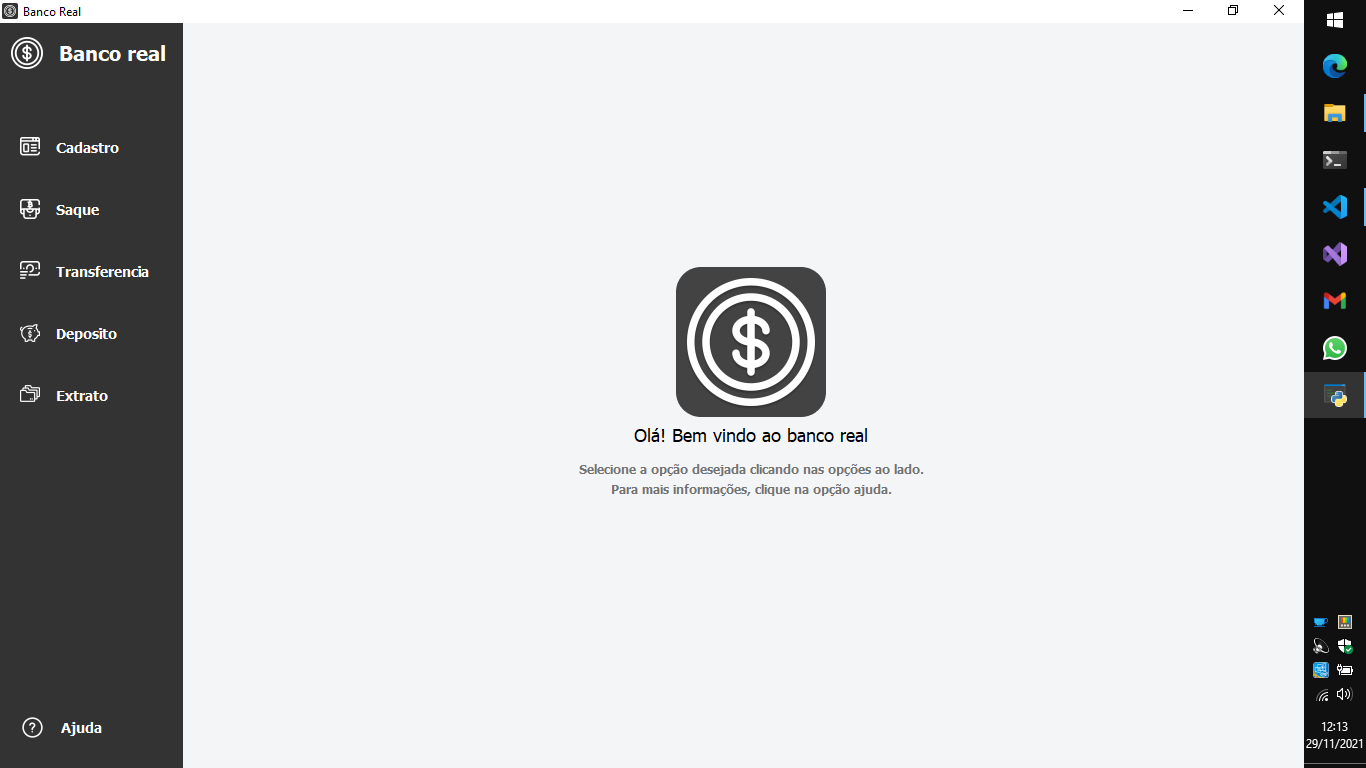 Banco Real
Banco real
Cadastro
Saque
Transferencia
Deposito
Extrato
Ajuda
Olá! Bem vindo ao banco real
Selecione a opção desejada clicando nas opções ao lado.
Para mais informações, clique na opção ajuda.
12:13
29/11/2021